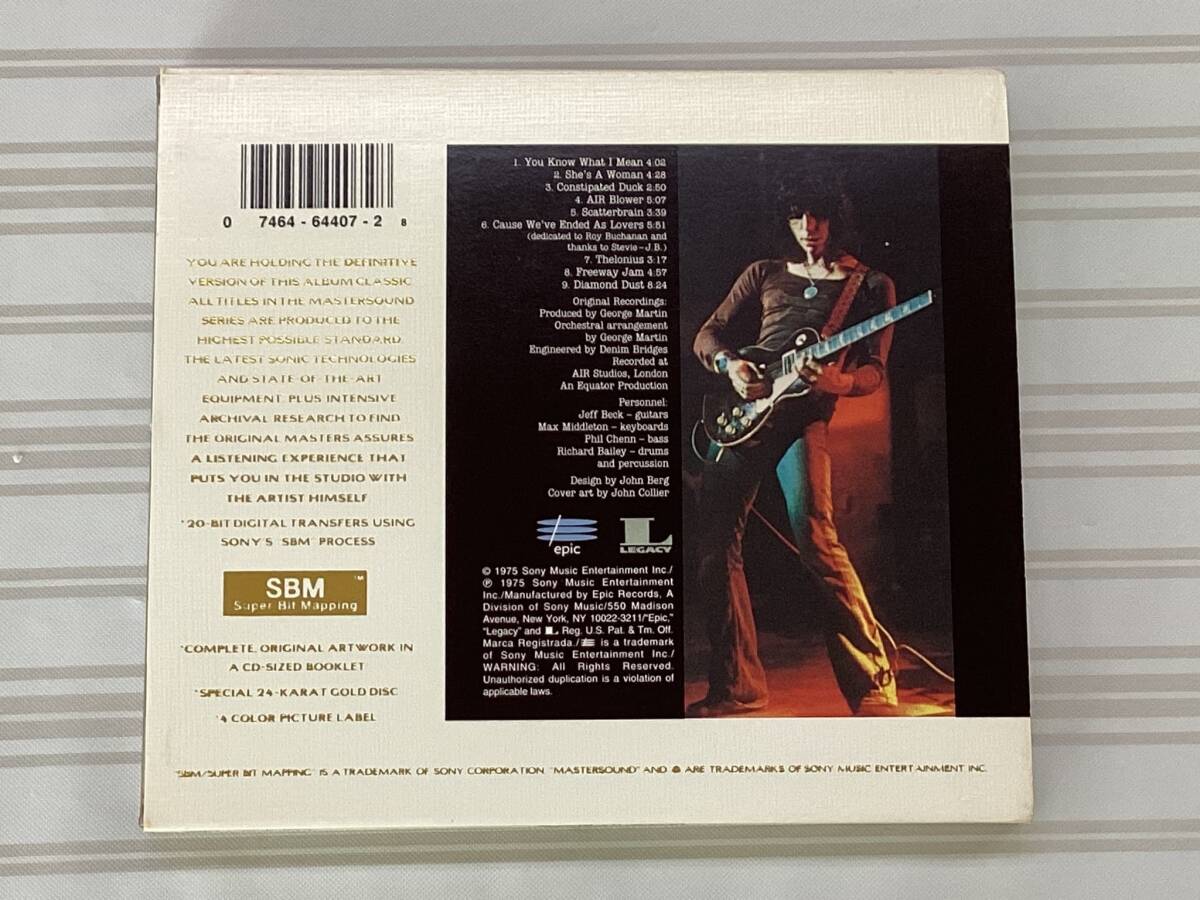 0 7464 - 64407 - 2 8
YOU ARE HOLDING THE DEFINITIVE
VERSION OF THIS ALBUM CLASSIC
ALL TITLES IN THE MASTERSOUND
SERIES ARE PRODUCED TO THE
HIGHEST POSSIBLE STANDARD.
THE LATEST SONIC TECHNOLOGIES
AND STATE-OF-THE-ART
EQUIPMENT, PLUS INTENSIVE
ARCHIVAL RESEARCH TO FIND
THE ORIGINAL MASTERS ASSURES
A LISTENING EXPERIENCE THAT
PUTS YOU IN THE STUDIO WITH
THE ARTIST HIMSELF
*20-BIT DIGITAL TRANSFERS USING
SONY'S "SBM" PROCESS
SBM™
Super Bit Mapping
*COMPLETE, ORIGINAL ARTWORK IN
A CD-SIZED BOOKLET
*SPECIAL 24-KARAT GOLD DISC
*4 COLOR PICTURE LABEL
1. You Know What I Mean 4:02
2. She's A Woman 4:28
3. Constipated Duck 2:50
4. AIR Blower 5:07
5. Scatterbrain 3:39
6. Cause We've Ended As Lovers 5:51
(dedicated to Roy Buchanan and
thanks to Stevie – J.B.)
7. Thelonius 3:17
8. Freeway Jam 4:57
9. Diamond Dust 8:24
Original Recordings:
Produced by George Martin
Orchestral arrangement
by George Martin
Engineered by Denim Bridges
Recorded at
AIR Studios, London
An Equator Production
Personnel:
Jeff Beck – guitars
Max Middleton – keyboards
Phil Chenn – bass
Richard Bailey – drums
and percussion
Design by John Berg
Cover art by John Collier
epic
L LEGACY
© 1975 Sony Music Entertainment Inc./
℗ 1975 Sony Music Entertainment
Inc./Manufactured by Epic Records, A
Division of Sony Music/550 Madison
Avenue, New York, NY 10022-3211/"Epic,"
"Legacy" and L Reg. U.S. Pat. & Tm. Off.
Marca Registrada./ is a trademark
of Sony Music Entertainment Inc./
WARNING: All Rights Reserved.
Unauthorized duplication is a violation of
applicable laws.
"SBM/SUPER BIT MAPPING" IS A TRADEMARK OF SONY CORPORATION "MASTERSOUND" AND ARE TRADEMARKS OF SONY MUSIC ENTERTAINMENT INC.